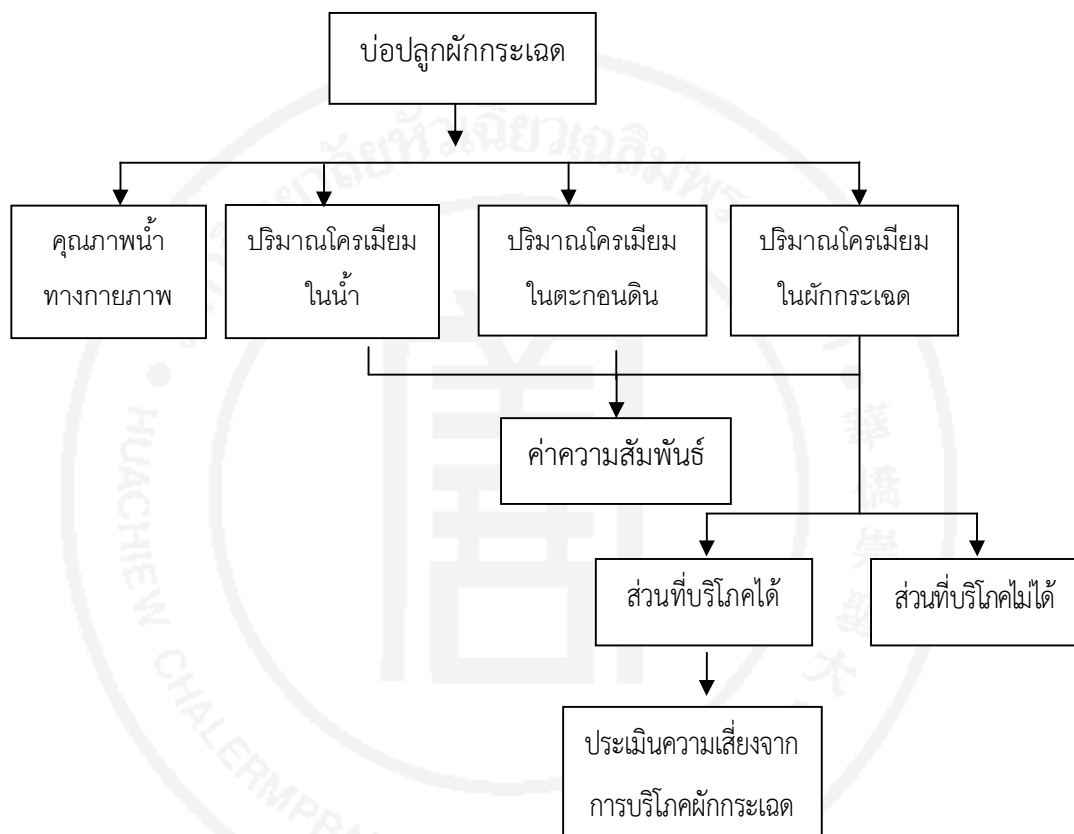 บ่อปลูกผักกระเฉด
คุณภาพน้ำ
ทางกายภาพ
ปริมาณโครเมียม
ในน้ำ
ปริมาณโครเมียม
ในตะกอนดิน
ปริมาณโครเมียม
ในผักกระเฉด
ค่าความสัมพันธ์
ส่วนที่บริโภคได้
ส่วนที่บริโภคไม่ได้
ประเมินความเสี่ยงจาก
การบริโภคผักกระเฉด
HUACHIEW